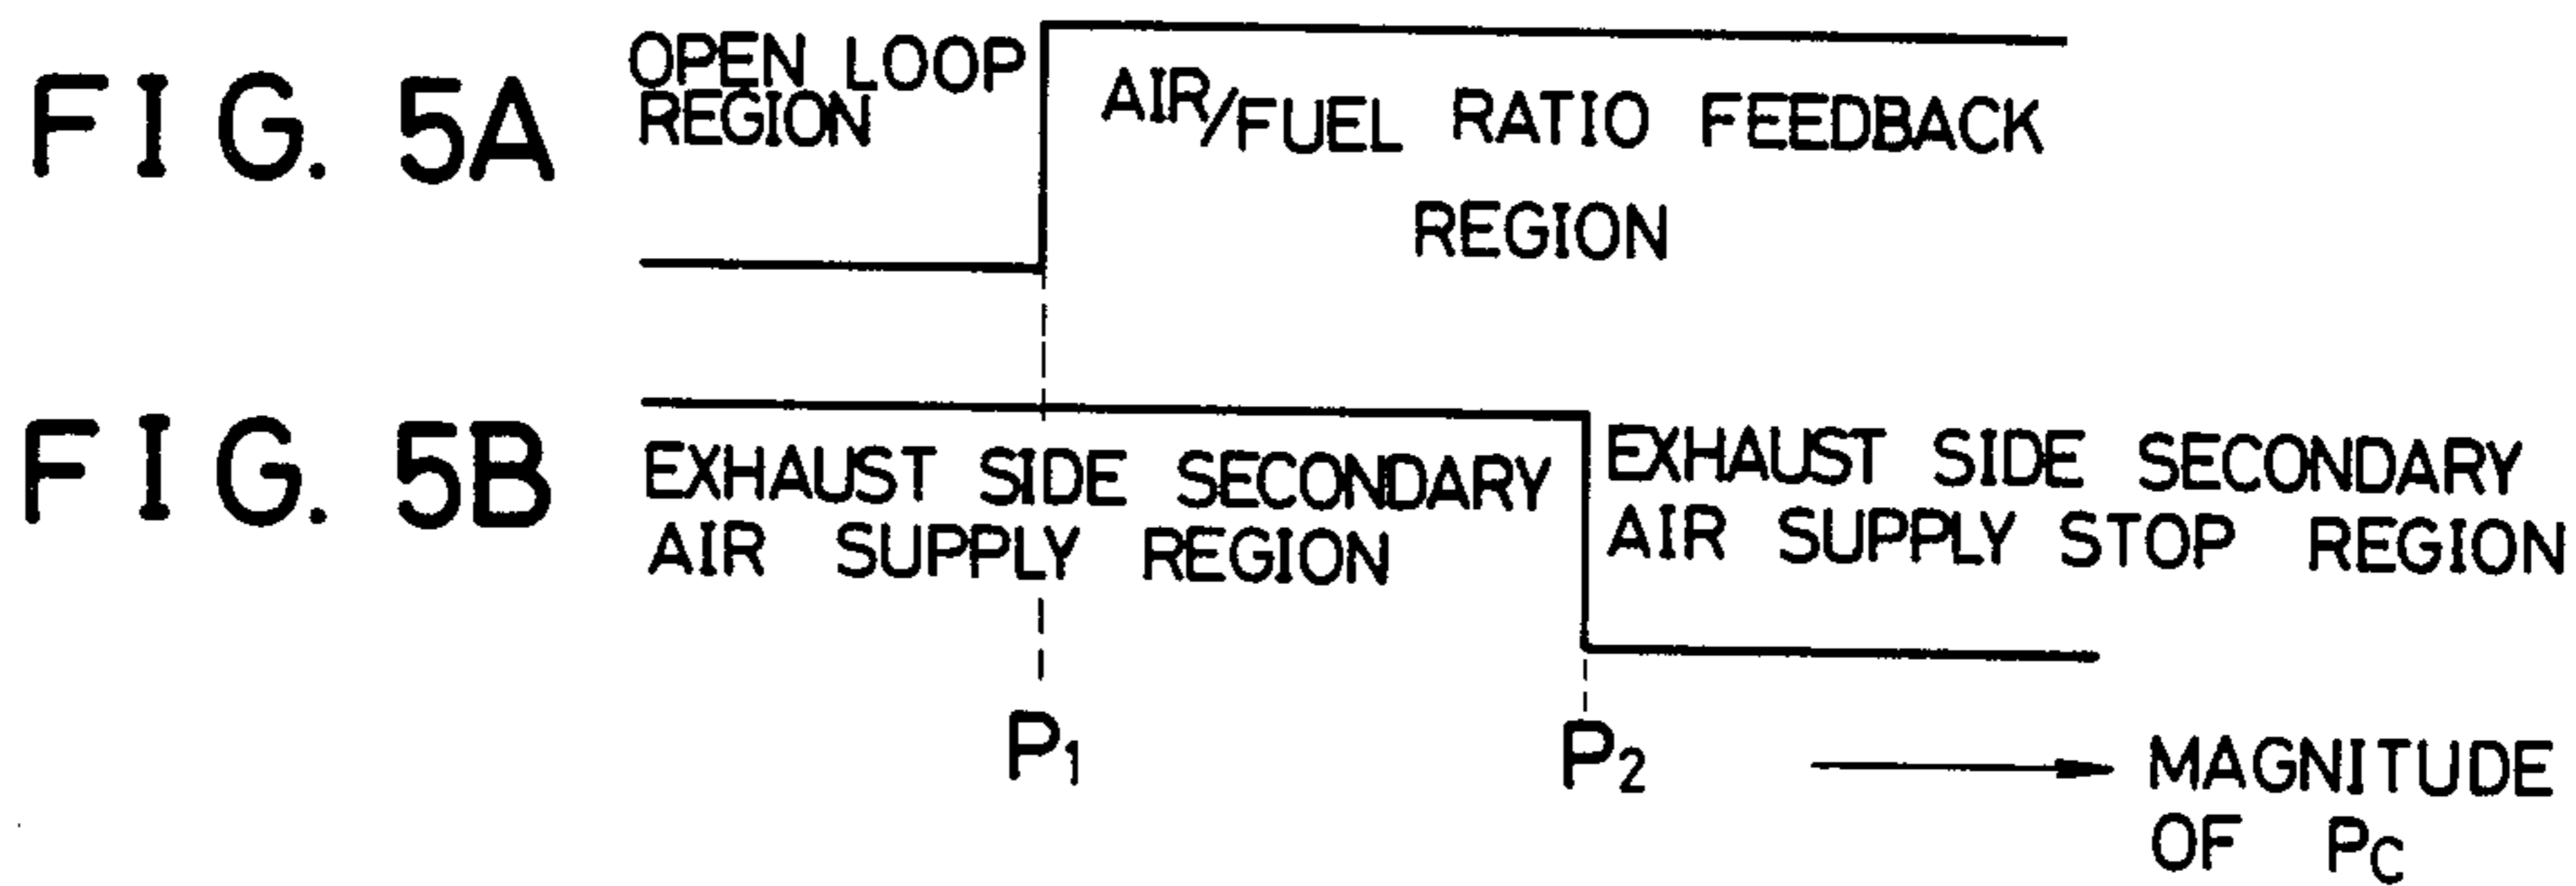 FIG. 5A
OPEN LOOP
REGION
AIR/FUEL RATIO FEEDBACK
REGION
FIG. 5B
EXHAUST SIDE SECONDARY
AIR SUPPLY REGION
EXHAUST SIDE SECONDARY
AIR SUPPLY STOP REGION
P1
P2
MAGNITUDE
OF PC